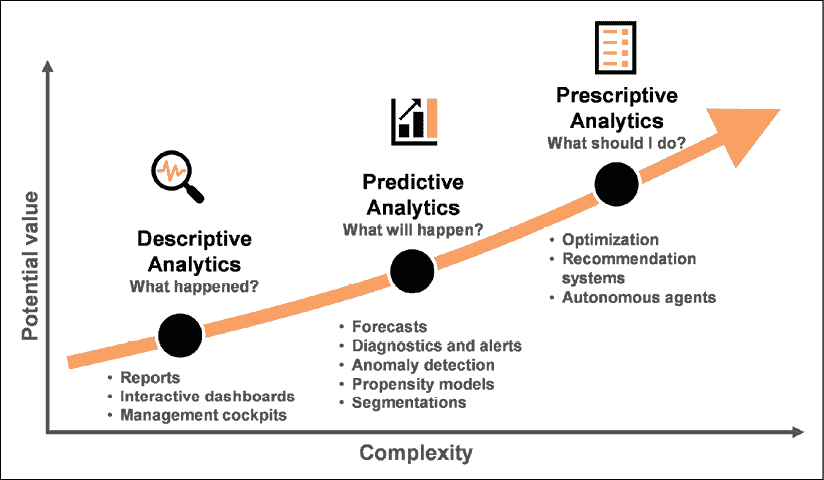 Potential value
Descriptive
Analytics
What happened?
• Reports
• Interactive dashboards
• Management cockpits
Predictive
Analytics
What will happen?
• Forecasts
• Diagnostics and alerts
• Anomaly detection
• Propensity models
• Segmentations
Prescriptive
Analytics
What should I do?
• Optimization
• Recommendation
systems
• Autonomous agents
Complexity